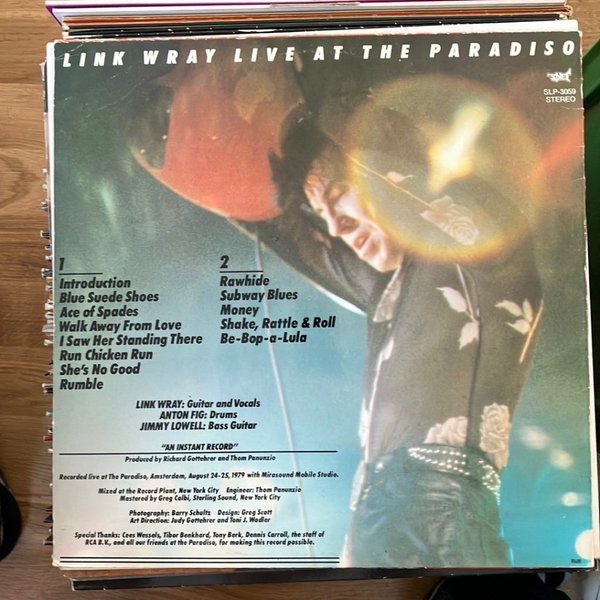 LINK WRAY LIVE AT THE PARADISO
SLP-3059
STEREO
1
Introduction
Blue Suede Shoes
Ace of Spades
Walk Away From Love
I Saw Her Standing There
Run Chicken Run
She's No Good
Rumble
2
Rawhide
Subway Blues
Money
Shake, Rattle & Roll
Be-Bop-a-Lula
LINK WRAY: Guitar and Vocals
ANTON FIG: Drums
JIMMY LOWELL: Bass Guitar
"AN INSTANT RECORD"
Produced by Richard Gottehrer and Thom Panunzio
Recorded live at The Paradiso, Amsterdam, August 24-25, 1979 with Mirasound Mobile Studio.
Mixed at the Record Plant, New York City Engineer: Thom Panunzio
Mastered by Greg Calbi, Sterling Sound, New York City
Photography: Barry Schultz Design: Greg Scott
Art Direction: Judy Gottehrer and Toni J. Wadler
Special Thanks: Cees Wessels, Tibor Benkhard, Tony Berk, Dennis Carroll, the staff of
RCA B.V., and all our friends at the Paradiso, for making this record possible.